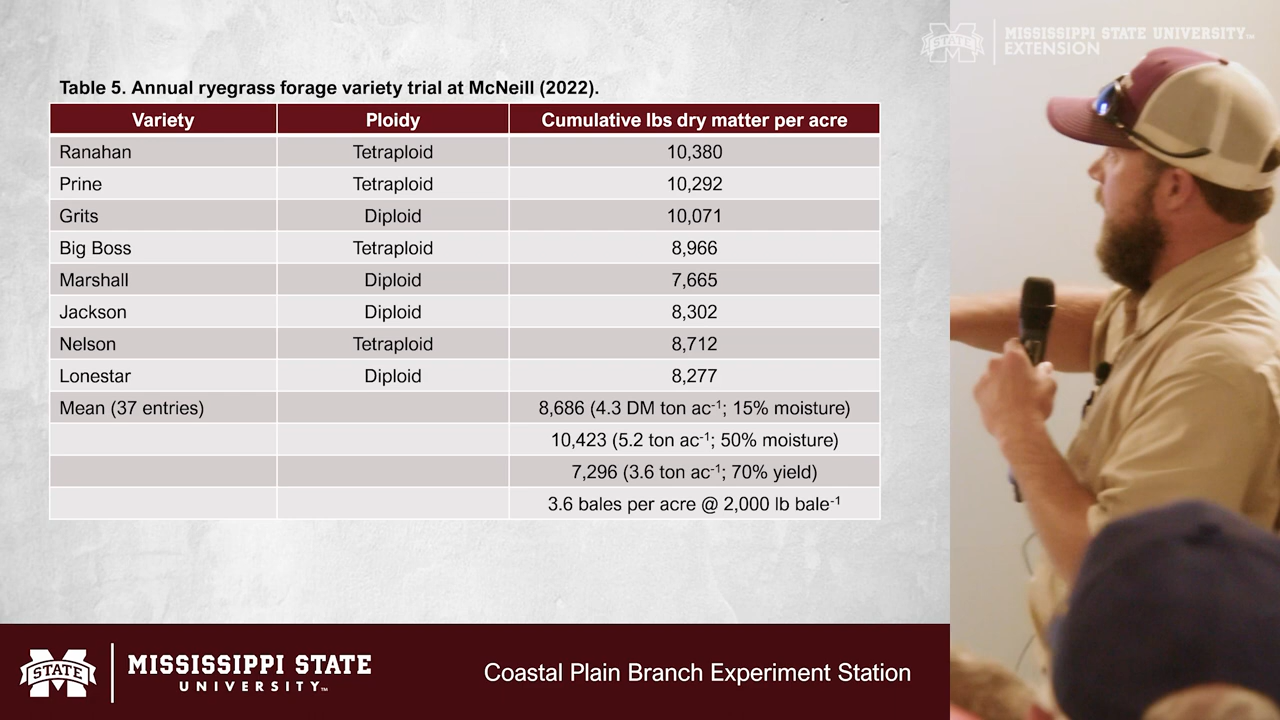 MISSISSIPPI STATE UNIVERSITY™
EXTENSION
STATE
Table 5. Annual ryegrass forage variety trial at McNeill (2022).
Variety Ploidy Cumulative lbs dry matter per acre
Ranahan Tetraploid 10,380
Prine Tetraploid 10,292
Grits Diploid 10,071
Big Boss Tetraploid 8,966
Marshall Diploid 7,665
Jackson Diploid 8,302
Nelson Tetraploid 8,712
Lonestar Diploid 8,277
Mean (37 entries) 8,686 (4.3 DM ton ac⁻¹; 15% moisture)
10,423 (5.2 ton ac⁻¹; 50% moisture)
7,296 (3.6 ton ac⁻¹; 70% yield)
3.6 bales per acre @ 2,000 lb bale⁻¹
STATE
MISSISSIPPI STATE
UNIVERSITY™
Coastal Plain Branch Experiment Station